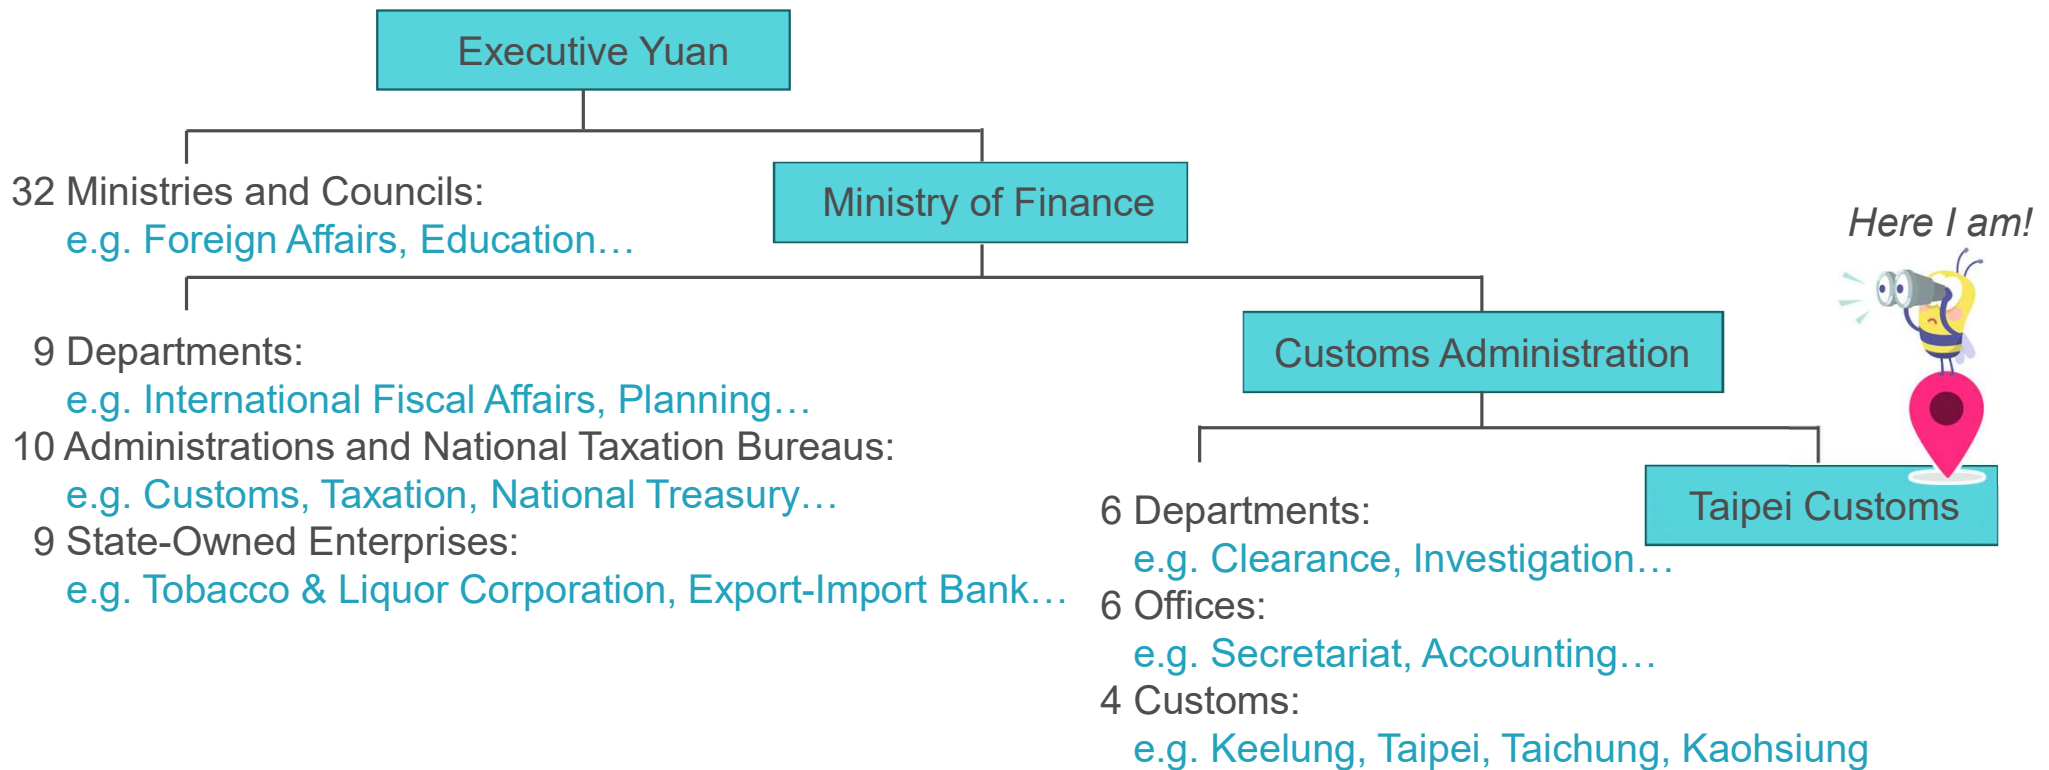 Executive Yuan
32 Ministries and Councils:
e.g. Foreign Affairs, Education…
Ministry of Finance
Here I am!
9 Departments:
e.g. International Fiscal Affairs, Planning…
10 Administrations and National Taxation Bureaus:
e.g. Customs, Taxation, National Treasury…
9 State-Owned Enterprises:
e.g. Tobacco & Liquor Corporation, Export-Import Bank…
Customs Administration
Taipei Customs
6 Departments:
e.g. Clearance, Investigation…
6 Offices:
e.g. Secretariat, Accounting…
4 Customs:
e.g. Keelung, Taipei, Taichung, Kaohsiung